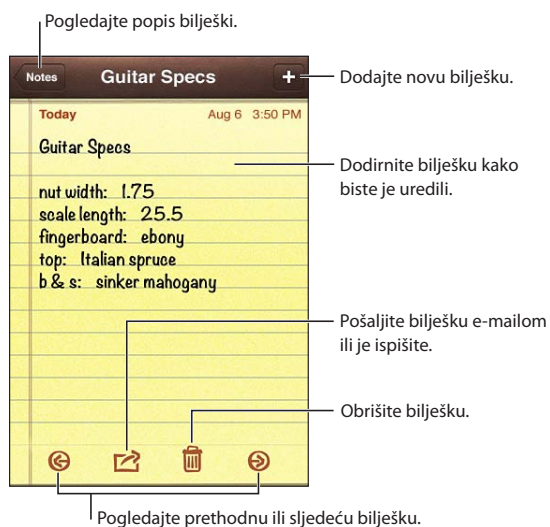 Pogledajte popis bilješki.
Notes
Guitar Specs
+
Dodajte novu bilješku.
Today
Aug 6 3:50 PM
Guitar Specs
Dodirnite bilješku kako
biste je uredili.
nut width: 1.75
scale length: 25.5
fingerboard: ebony
top: Italian spruce
b & s: sinker mahogany
Pošaljite bilješku e-mailom
ili je ispišite.
Obrišite bilješku.
Pogledajte prethodnu ili sljedeću bilješku.